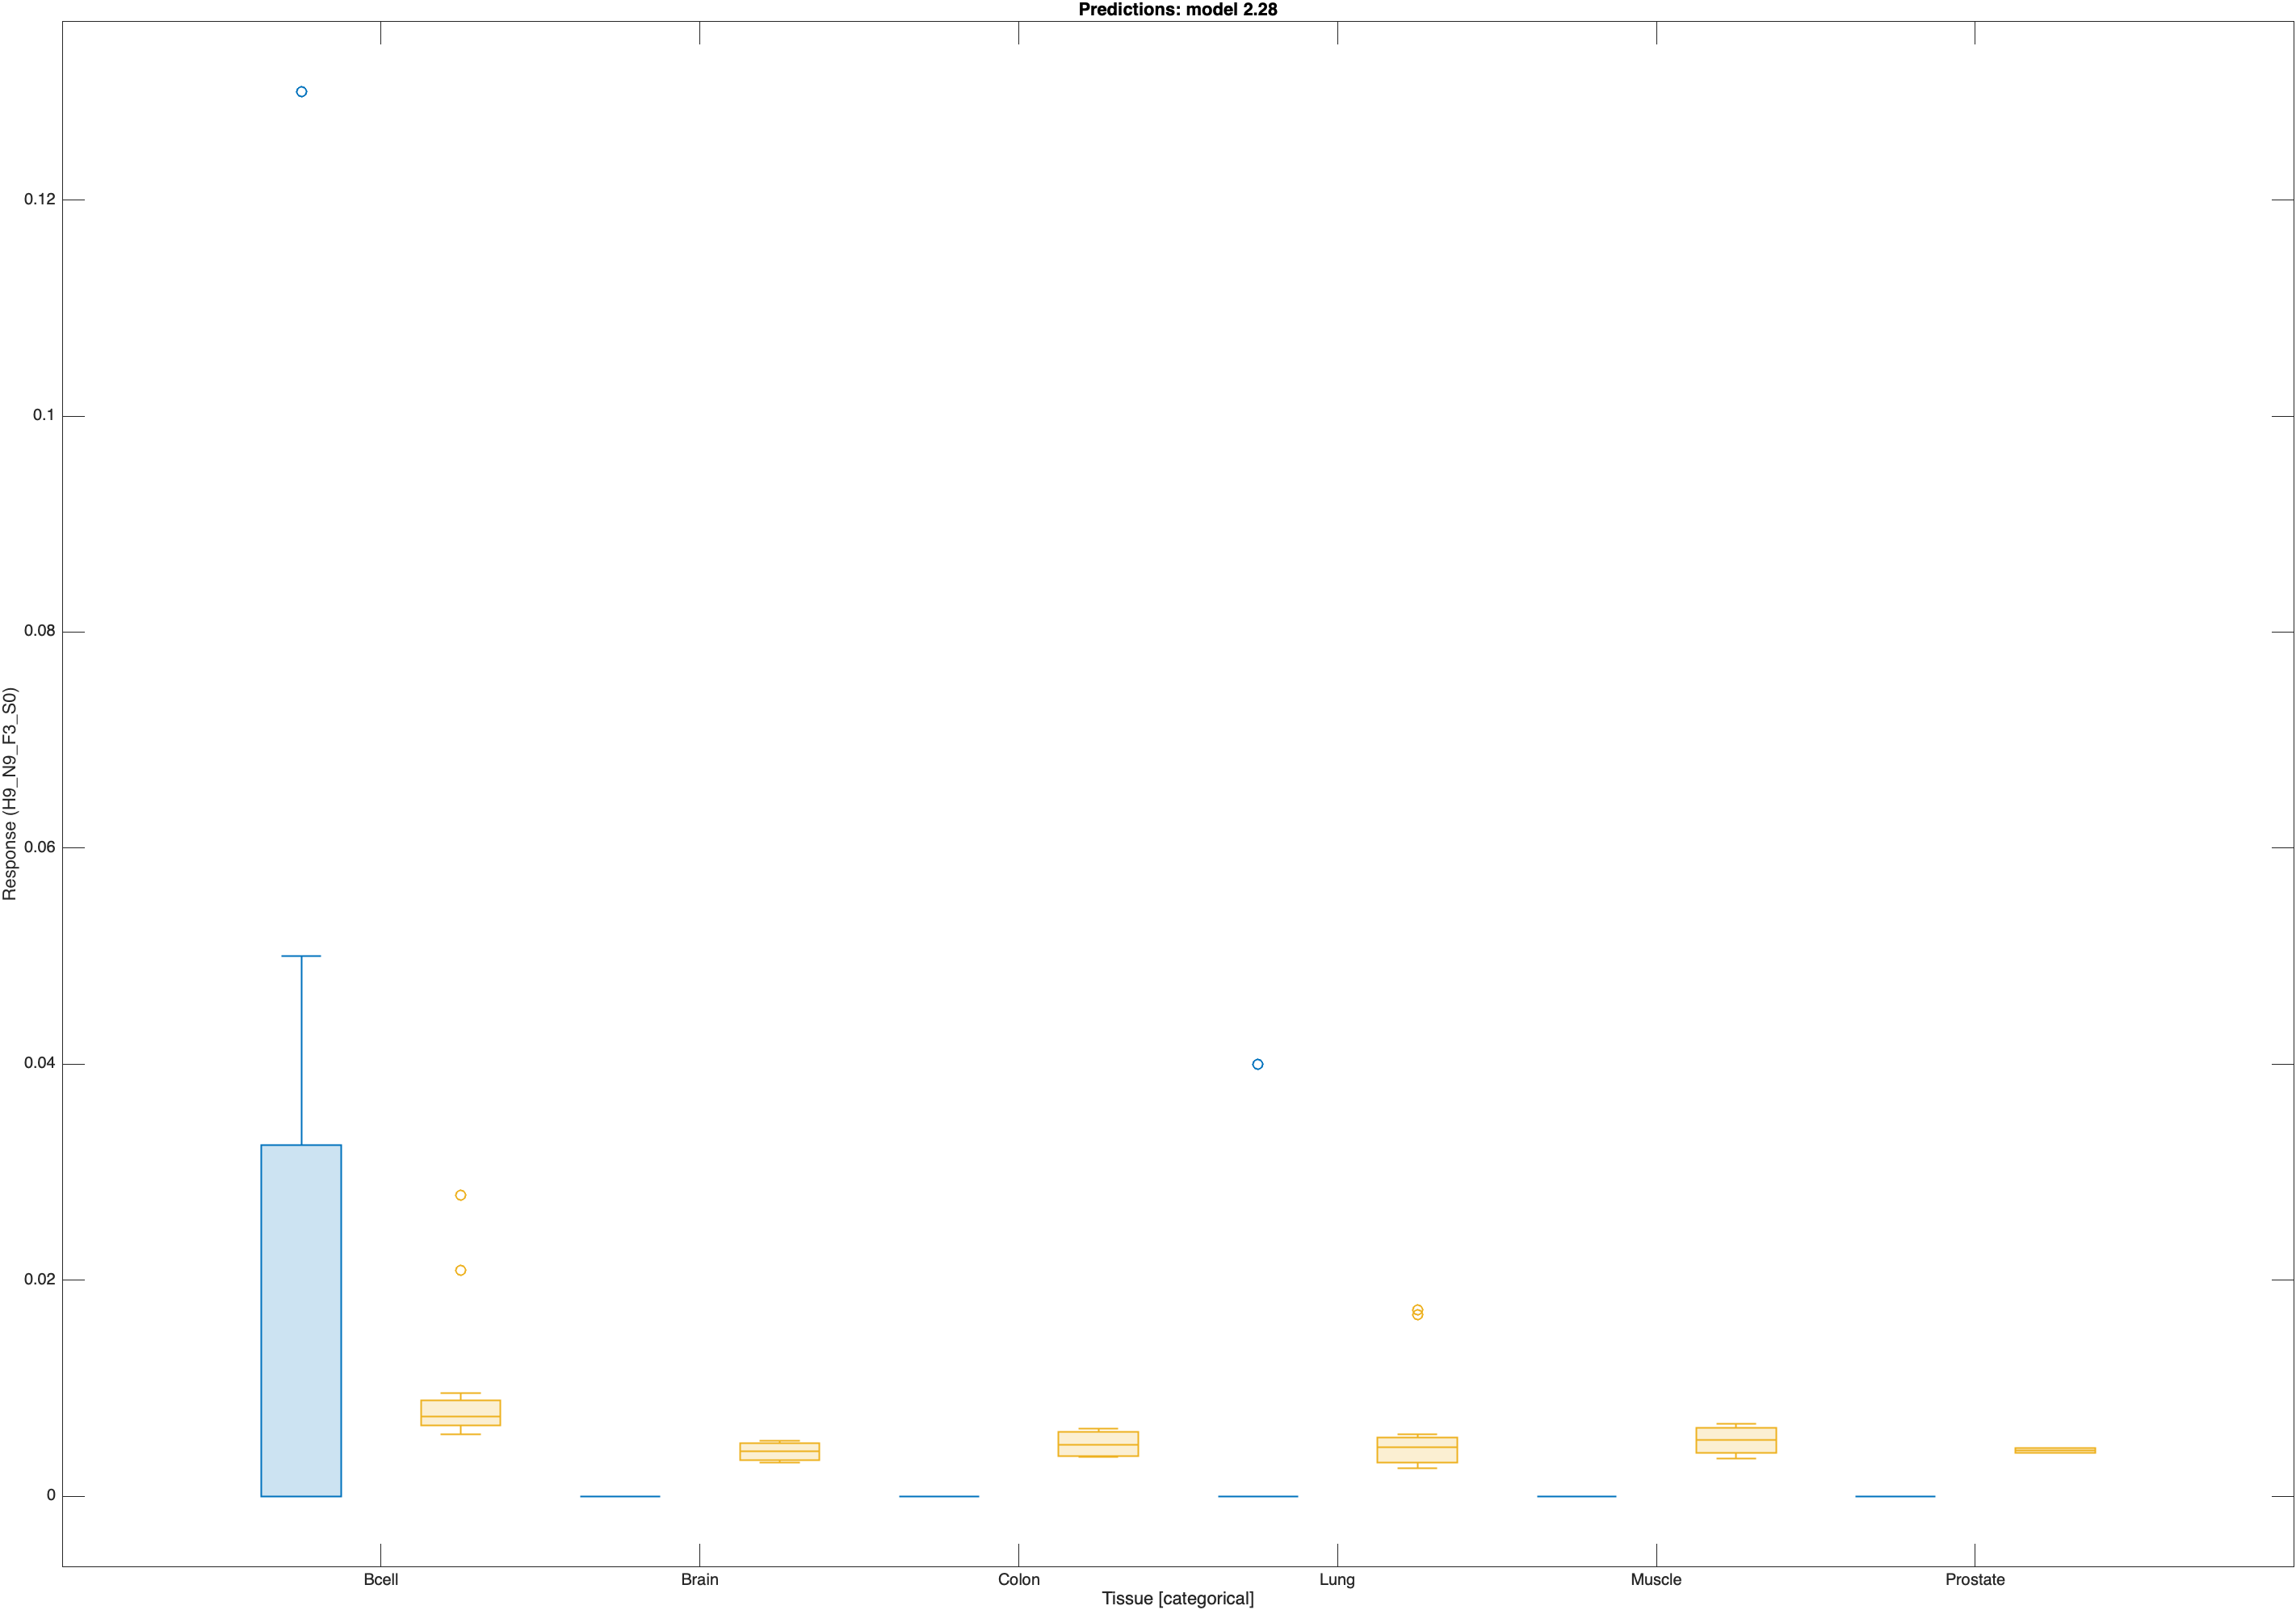 Predictions: model 2.28
0.12
0.1
0.08
0.06
0.04
0.02
0
Response (H9_N9_F3_S0)
Bcell Brain Colon Lung Muscle Prostate
Tissue [categorical]